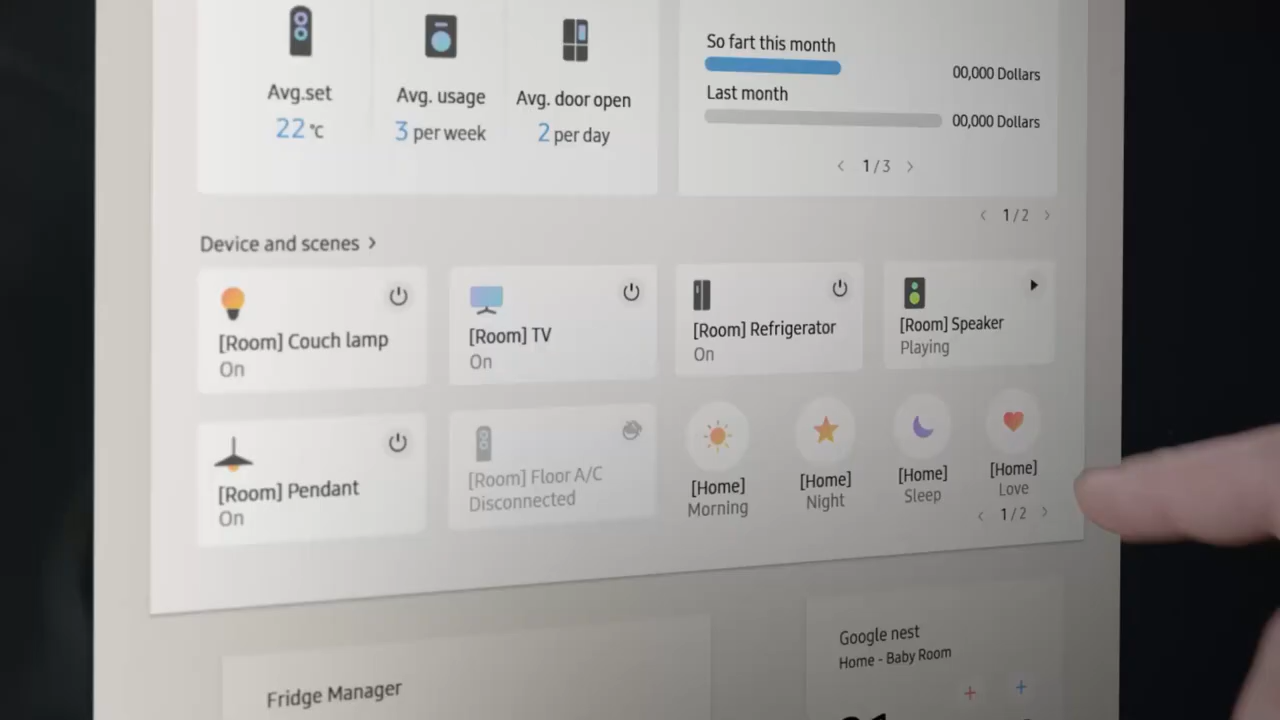 Avg.set
22 °C
Avg. usage
3 per week
Avg. door open
2 per day
So fart this month
00,000 Dollars
Last month
00,000 Dollars
< 1 / 3 >
< 1 / 2 >
Device and scenes >
[Room] Couch lamp
On
[Room] TV
On
[Room] Refrigerator
On
[Room] Speaker
Playing
[Room] Pendant
On
[Room] Floor A/C
Disconnected
[Home]
Morning
[Home]
Night
[Home]
Sleep
[Home]
Love
< 1 / 2 >
Fridge Manager
Google nest
Home - Baby Room
+ +